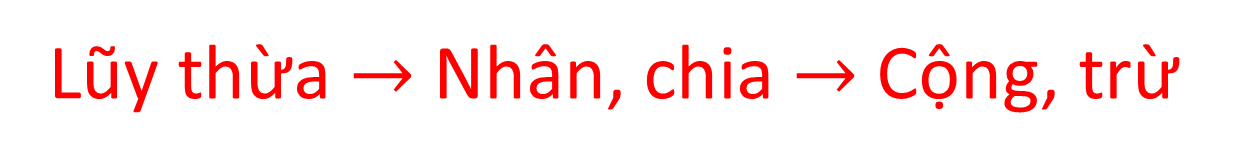 Lũy thừa → Nhân, chia → Cộng, trừ